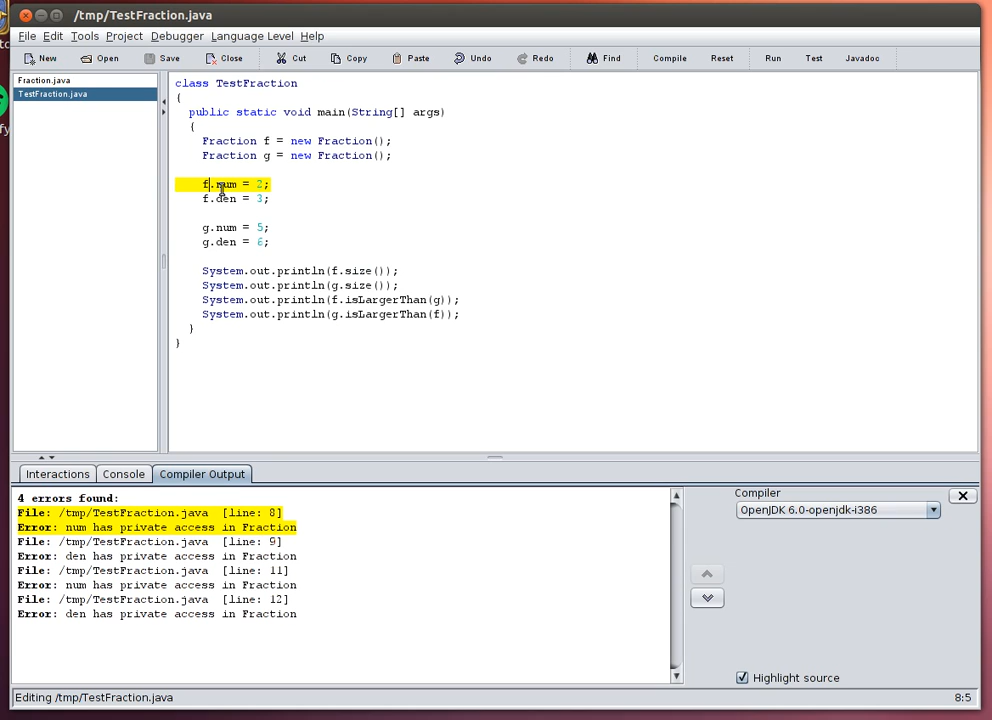 /tmp/TestFraction.java
File Edit Tools Project Debugger Language Level Help
New Open Save Close Cut Copy Paste Undo Redo Find Compile Reset Run Test Javadoc
Fraction.java
TestFraction.java
class TestFraction
{
public static void main(String[] args)
{
Fraction f = new Fraction();
Fraction g = new Fraction();
f.num = 2;
f.den = 3;
g.num = 5;
g.den = 6;
System.out.println(f.size());
System.out.println(g.size());
System.out.println(f.isLargerThan(g));
System.out.println(g.isLargerThan(f));
}
}
Interactions Console Compiler Output
4 errors found:
File: /tmp/TestFraction.java [line: 8]
Error: num has private access in Fraction
File: /tmp/TestFraction.java [line: 9]
Error: den has private access in Fraction
File: /tmp/TestFraction.java [line: 11]
Error: num has private access in Fraction
File: /tmp/TestFraction.java [line: 12]
Error: den has private access in Fraction
Compiler
OpenJDK 6.0-openjdk-i386
Highlight source
Editing /tmp/TestFraction.java 8:5